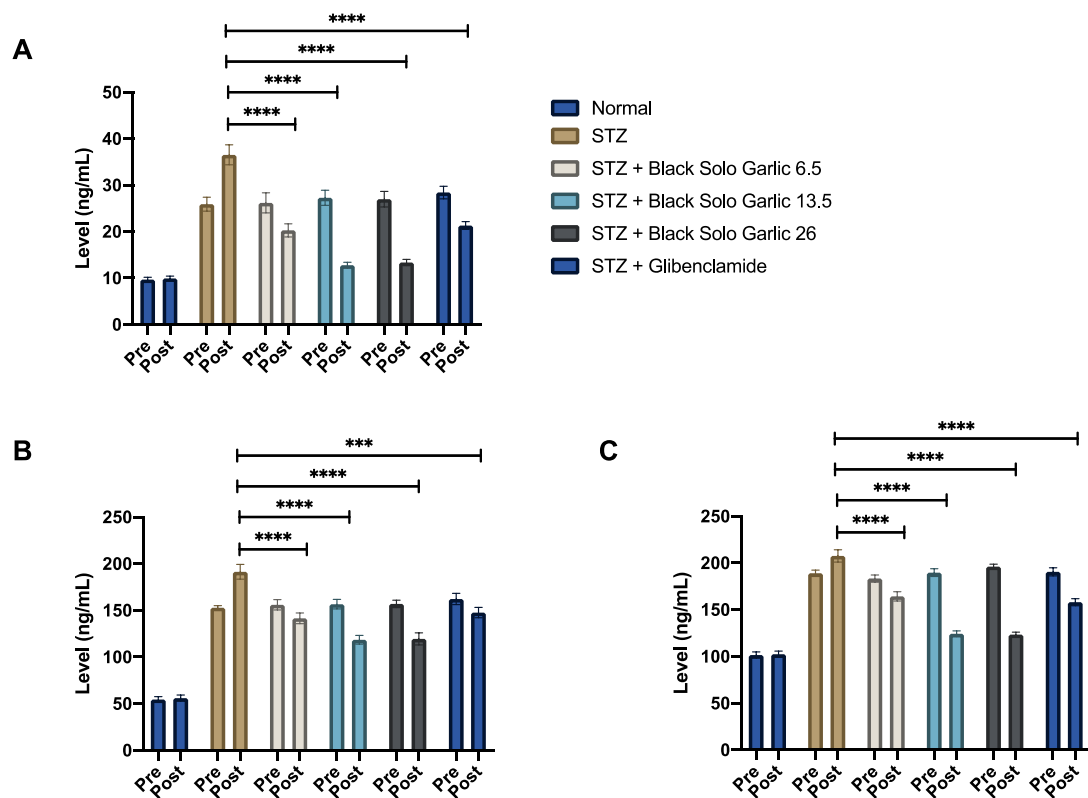 A
****
****
****
****
Level (ng/mL)
50
40
30
20
10
0
Pre Post Pre Post Pre Post Pre Post Pre Post Pre Post
Normal
STZ
STZ + Black Solo Garlic 6.5
STZ + Black Solo Garlic 13.5
STZ + Black Solo Garlic 26
STZ + Glibenclamide
B
***
****
****
****
Level (ng/mL)
250
200
150
100
50
0
Pre Post Pre Post Pre Post Pre Post Pre Post Pre Post
C
****
****
****
****
Level (ng/mL)
250
200
150
100
50
0
Pre Post Pre Post Pre Post Pre Post Pre Post Pre Post